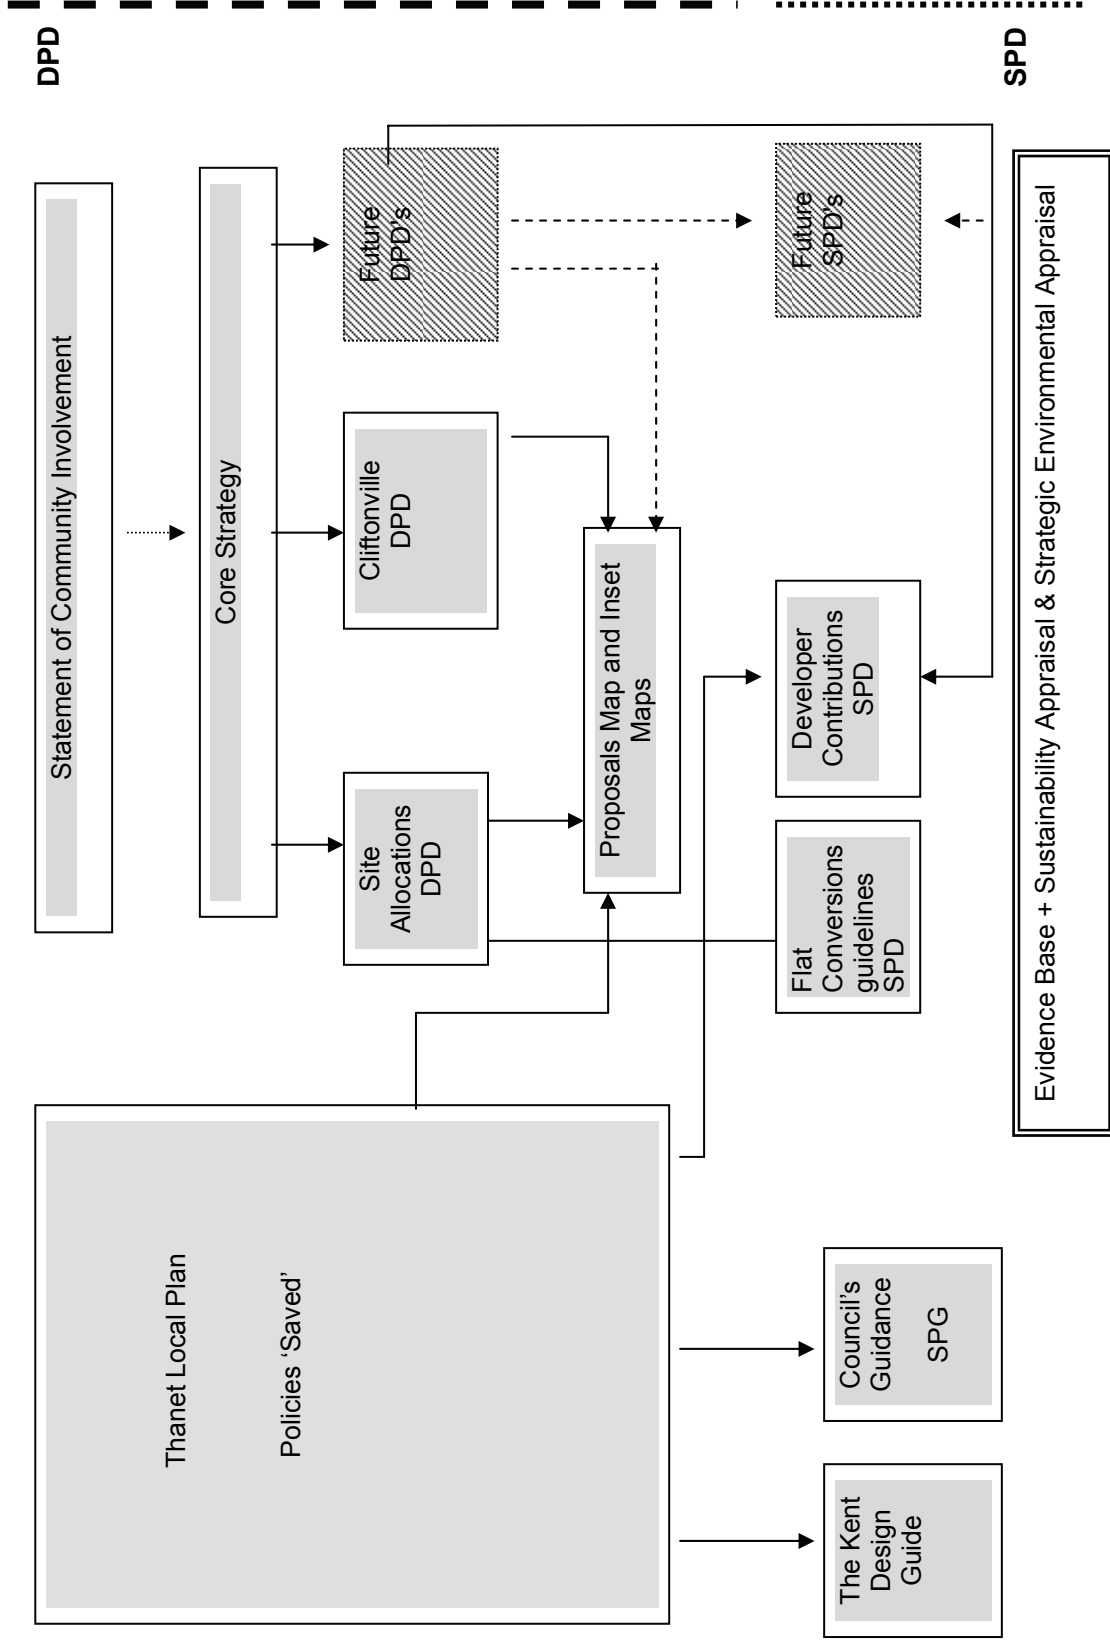 DPD
Statement of Community Involvement
Core Strategy
Thanet Local Plan
Policies ‘Saved’
Site
Allocations
DPD
Cliftonville
DPD
Future
DPD's
Proposals Map and Inset
Maps
The Kent
Design
Guide
Council's
Guidance
SPG
Flat
Conversions
guidelines
SPD
Developer
Contributions
SPD
Future
SPD's
SPD
Evidence Base + Sustainability Appraisal & Strategic Environmental Appraisal